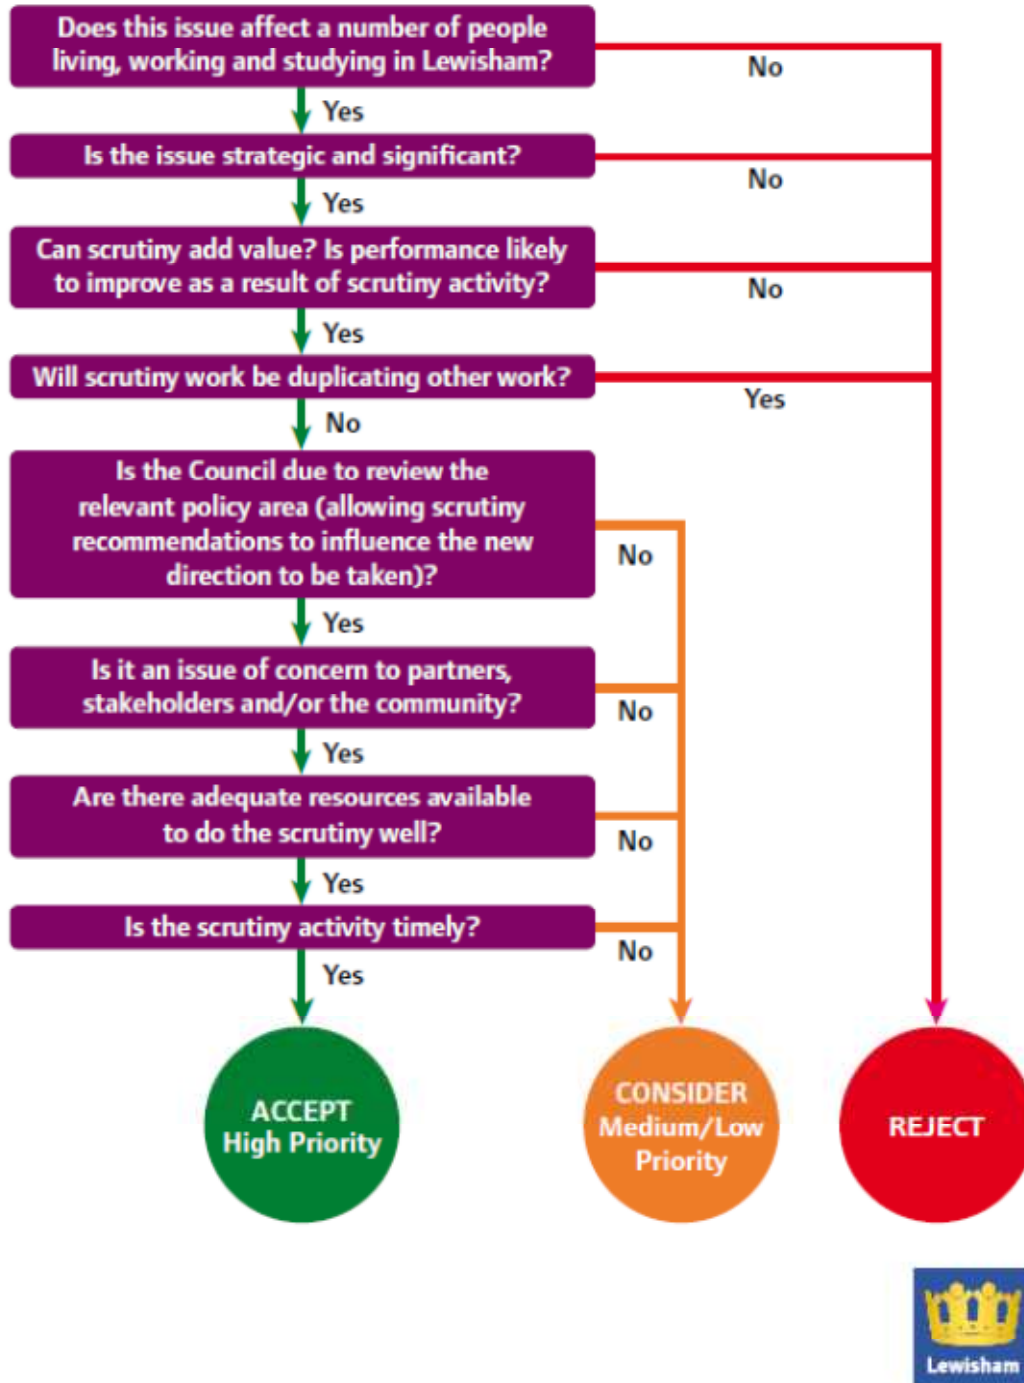 Does this issue affect a number of people
living, working and studying in Lewisham?
No
Yes
Is the issue strategic and significant?
No
Yes
Can scrutiny add value? Is performance likely
to improve as a result of scrutiny activity?
No
Yes
Will scrutiny work be duplicating other work?
Yes
No
Is the Council due to review the
relevant policy area (allowing scrutiny
recommendations to influence the new
direction to be taken)?
No
Yes
Is it an issue of concern to partners,
stakeholders and/or the community?
No
Yes
Are there adequate resources available
to do the scrutiny well?
No
Yes
Is the scrutiny activity timely?
No
Yes
ACCEPT
High Priority
CONSIDER
Medium/Low
Priority
REJECT
Lewisham